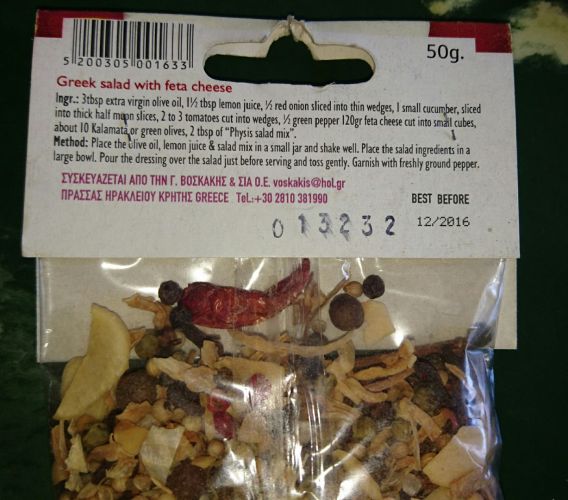 50g.
5 200305 001633
Greek salad with feta cheese
Ingr.: 3tbsp extra virgin olive oil, 1½ tbsp lemon juice, ½ red onion sliced into thin wedges, 1 small cucumber, sliced
into thick half moon slices, 2 to 3 tomatoes cut into wedges, ½ green pepper 120gr feta cheese cut into small cubes,
about 10 Kalamata or green olives, 2 tbsp of "Physis salad mix".
Method: Place the olive oil, lemon juice & salad mix in a small jar and shake well. Place the salad ingredients in a
large bowl. Pour the dressing over the salad just before serving and toss gently. Garnish with freshly ground pepper.
ΣΥΣΚΕΥΑΖΕΤΑΙ ΑΠΟ ΤΗΝ Γ. ΒΟΣΚΑΚΗΣ & ΣΙΑ Ο.Ε. voskakis@hol.gr
ΠΡΑΣΣΑΣ ΗΡΑΚΛΕΙΟΥ ΚΡΗΤΗΣ GREECE Tel.:+30 2810 381990
BEST BEFORE
013232 12/2016